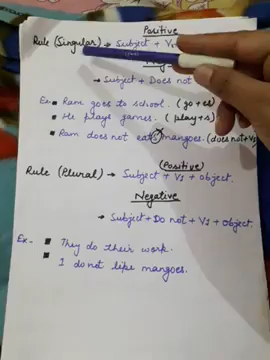 Positive
Rule (Singular) → Subject + V
→ Subject + Does not
Ex:- ▪ Ram goes to school. (go + es)
▪ He plays games. (play + s)
▪ Ram does not eat(s) mangoes. (does not + V1
(Positive)
Rule (Plural) → Subject + V1 + object.
Negative
→ Subject + Do not + V1 + object.
Ex- ▪ They do their work.
▪ I do not like mangoes.